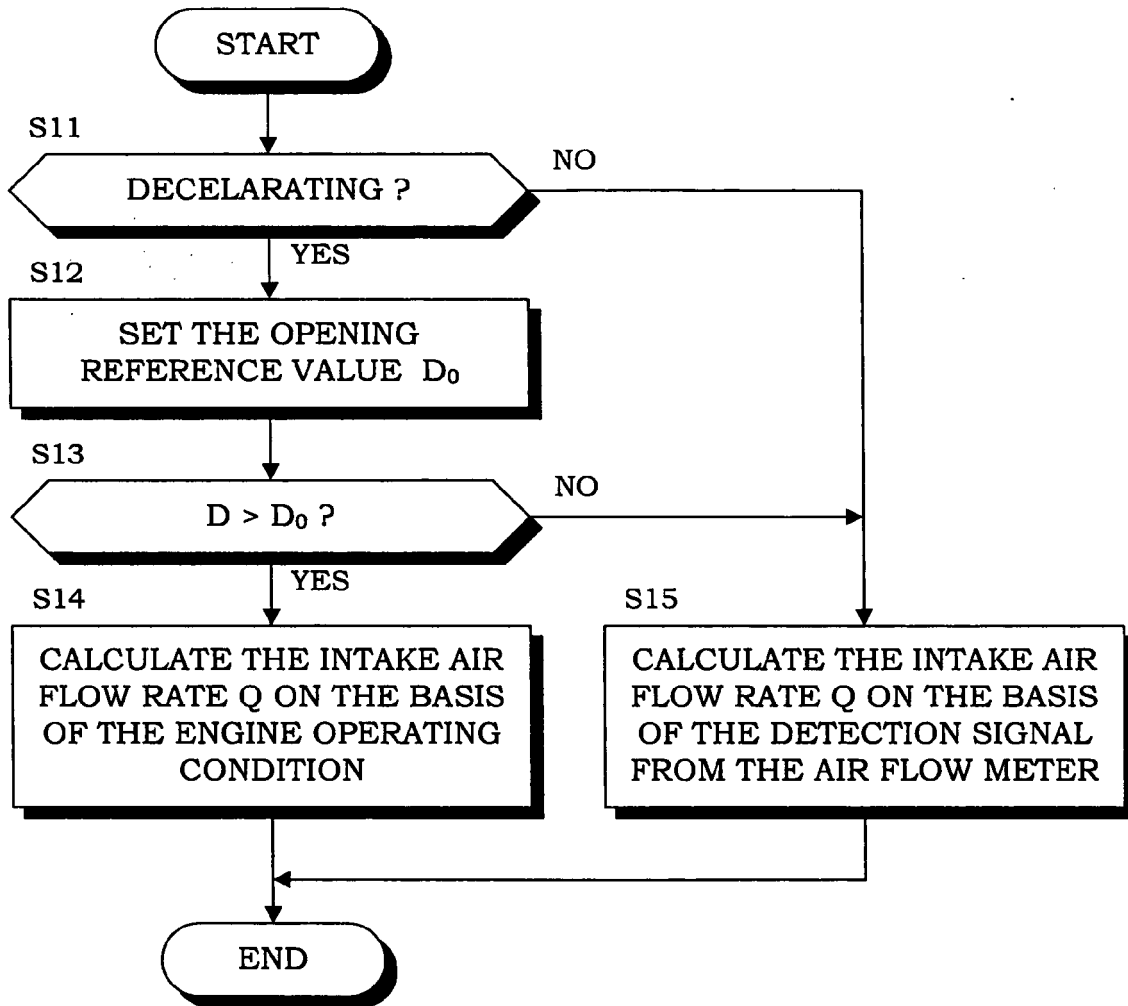 START
S11
DECELARATING ?
NO
YES
S12
SET THE OPENING
REFERENCE VALUE D₀
S13
D > D₀ ?
NO
YES
S14
CALCULATE THE INTAKE AIR
FLOW RATE Q ON THE BASIS
OF THE ENGINE OPERATING
CONDITION
S15
CALCULATE THE INTAKE AIR
FLOW RATE Q ON THE BASIS
OF THE DETECTION SIGNAL
FROM THE AIR FLOW METER
END